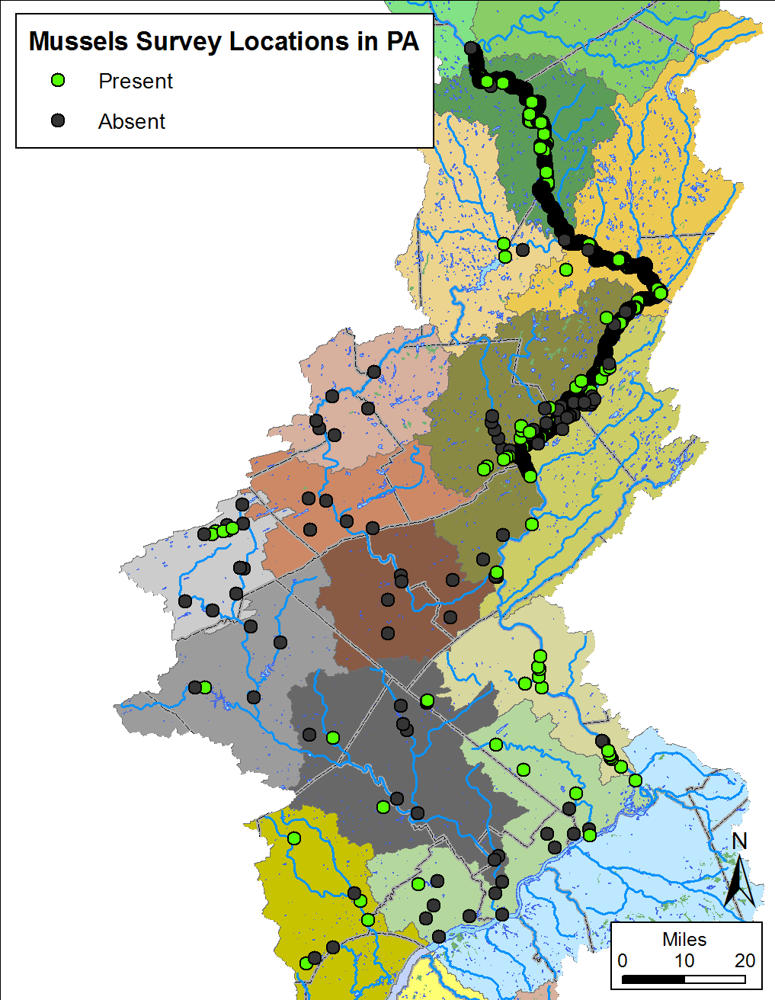 Mussels Survey Locations in PA
Present
Absent
N
Miles
0 10 20